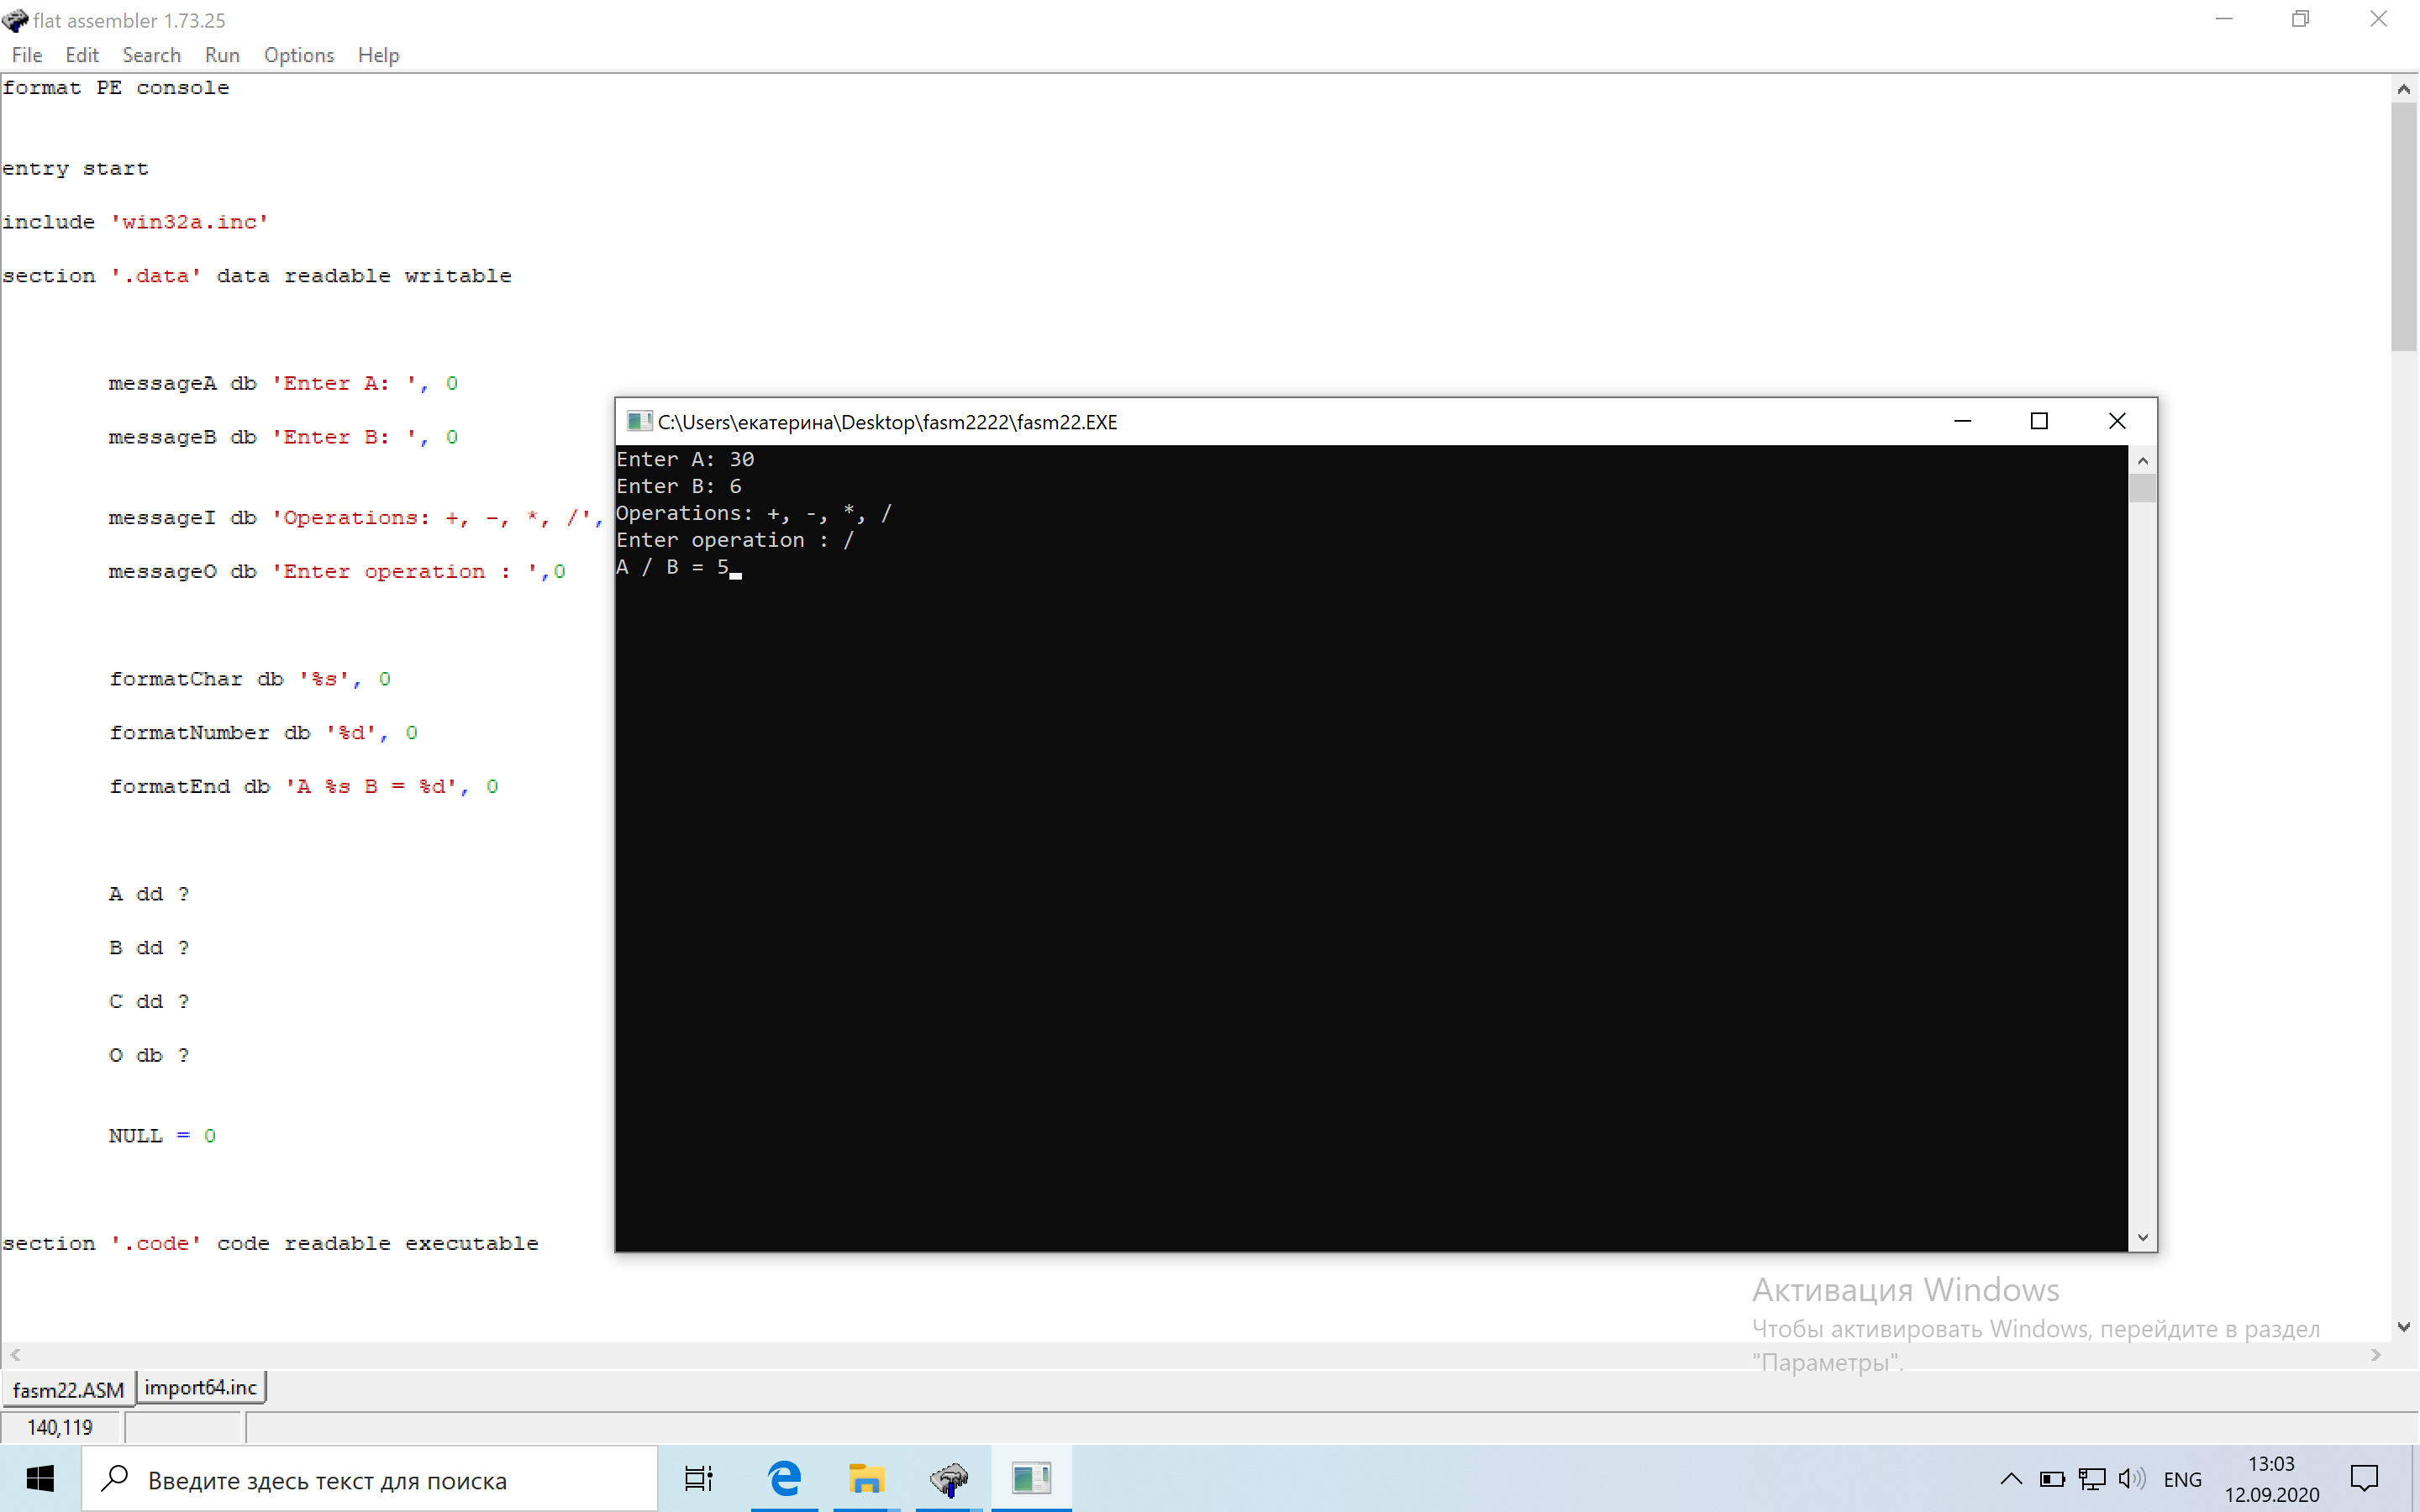 flat assembler 1.73.25
File Edit Search Run Options Help
format PE console
entry start
include 'win32a.inc'
section '.data' data readable writable
messageA db 'Enter A: ', 0
messageB db 'Enter B: ', 0
messageI db 'Operations: +, -, *, /',
messageO db 'Enter operation : ',0
formatChar db '%s', 0
formatNumber db '%d', 0
formatEnd db 'A %s B = %d', 0
A dd ?
B dd ?
C dd ?
O db ?
NULL = 0
section '.code' code readable executable
C:\Users\екатерина\Desktop\fasm2222\fasm22.EXE
Enter A: 30
Enter B: 6
Operations: +, -, *, /
Enter operation : /
A / B = 5
Активация Windows
Чтобы активировать Windows, перейдите в раздел
"Параметры".
fasm22.ASM import64.inc
140,119
Введите здесь текст для поиска
ENG
13:03
12.09.2020